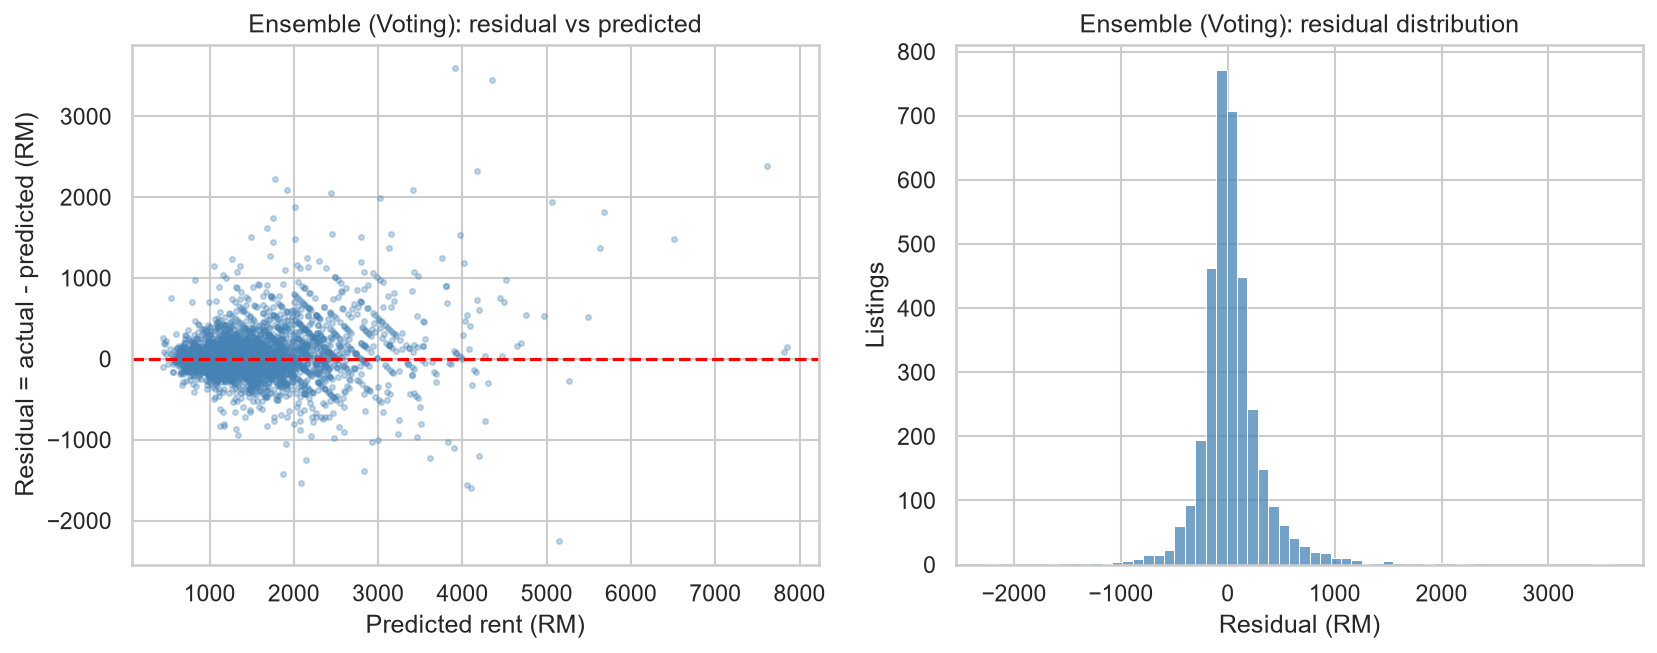 Ensemble (Voting): residual vs predicted
Residual = actual - predicted (RM)
3000
2000
1000
0
−1000
−2000
1000 2000 3000 4000 5000 6000 7000 8000
Predicted rent (RM)
Ensemble (Voting): residual distribution
Listings
800
700
600
500
400
300
200
100
0
−2000 −1000 0 1000 2000 3000
Residual (RM)